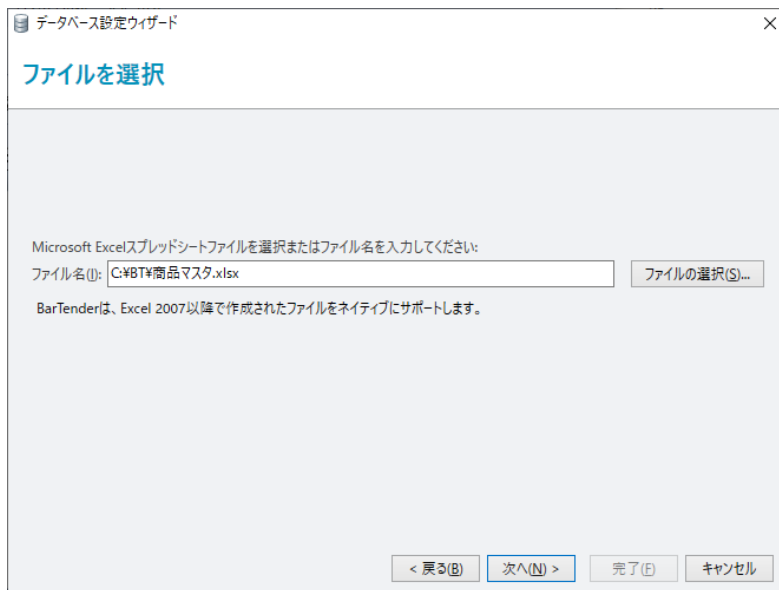 データベース設定ウィザード
ファイルを選択
Microsoft Excelスプレッドシートファイルを選択またはファイル名を入力してください:
ファイル名(I): C:¥BT¥商品マスタ.xlsx ファイルの選択(S)...
BarTenderは、Excel 2007以降で作成されたファイルをネイティブにサポートします。
< 戻る(B) 次へ(N) > 完了(F) キャンセル